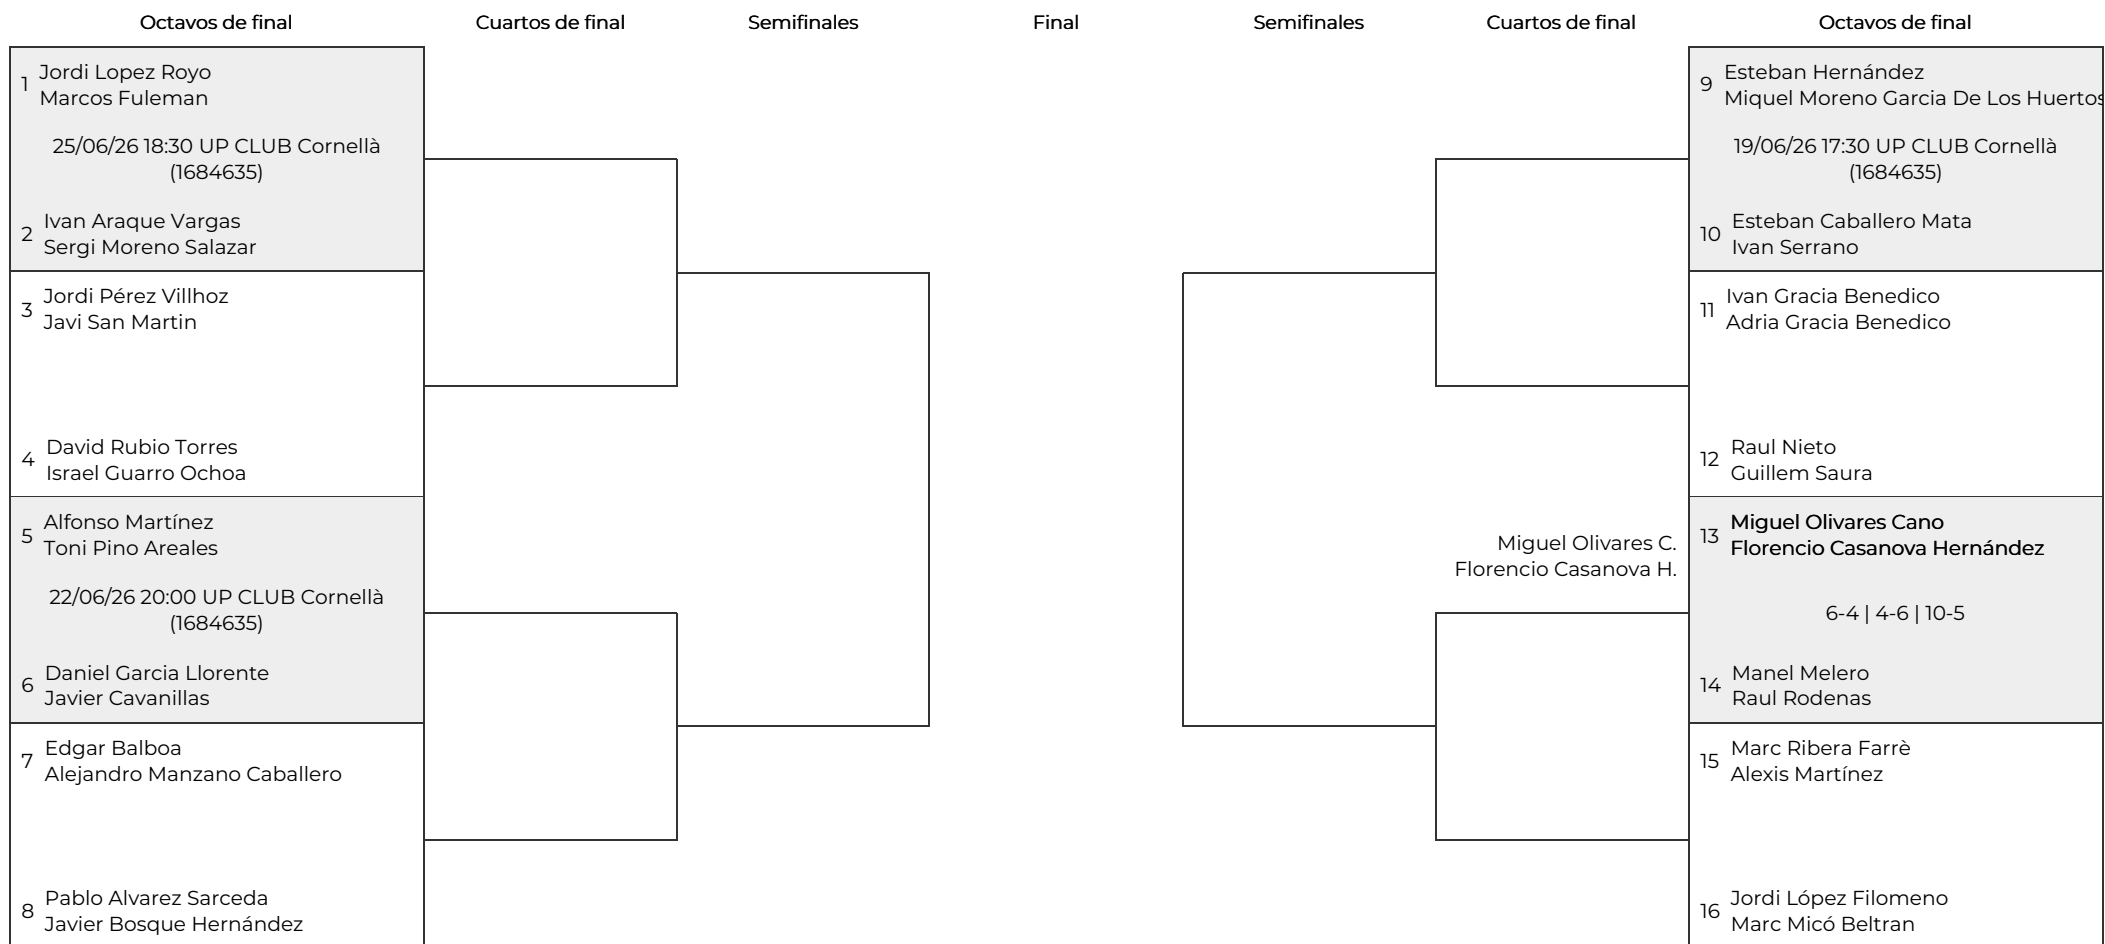 Octavos de final
Cuartos de final
Semifinales
Final
Semifinales
Cuartos de final
Octavos de final
1
Jordi Lopez Royo
Marcos Fuleman
25/06/26 18:30 UP CLUB Cornellà
(1684635)
2
Ivan Araque Vargas
Sergi Moreno Salazar
3
Jordi Pérez Villhoz
Javi San Martin
4
David Rubio Torres
Israel Guarro Ochoa
5
Alfonso Martínez
Toni Pino Areales
22/06/26 20:00 UP CLUB Cornellà
(1684635)
6
Daniel Garcia Llorente
Javier Cavanillas
7
Edgar Balboa
Alejandro Manzano Caballero
8
Pablo Alvarez Sarceda
Javier Bosque Hernández
Miguel Olivares C.
Florencio Casanova H.
9
Esteban Hernández
Miquel Moreno Garcia De Los Huertos
19/06/26 17:30 UP CLUB Cornellà
(1684635)
10
Esteban Caballero Mata
Ivan Serrano
11
Ivan Gracia Benedico
Adria Gracia Benedico
12
Raul Nieto
Guillem Saura
13
Miguel Olivares Cano
Florencio Casanova Hernández
6-4 | 4-6 | 10-5
14
Manel Melero
Raul Rodenas
15
Marc Ribera Farrè
Alexis Martínez
16
Jordi López Filomeno
Marc Micó Beltran